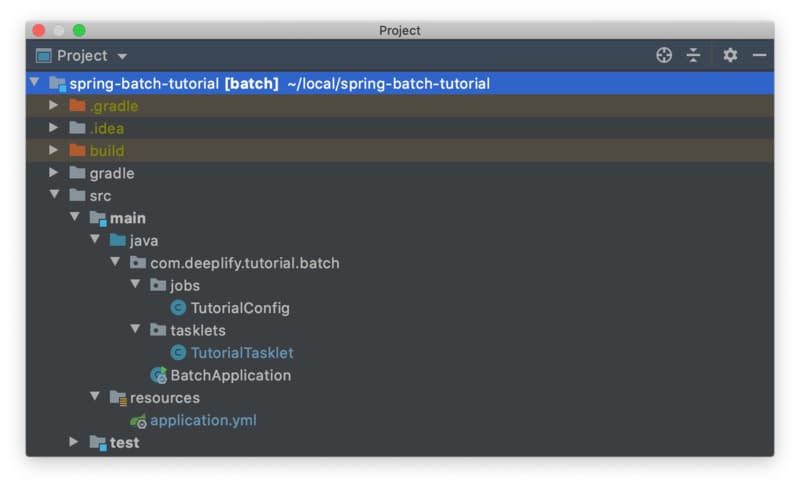 Project
Project
spring-batch-tutorial [batch] ~/local/spring-batch-tutorial
.gradle
.idea
build
gradle
src
main
java
com.deeplify.tutorial.batch
jobs
TutorialConfig
tasklets
TutorialTasklet
BatchApplication
resources
application.yml
test